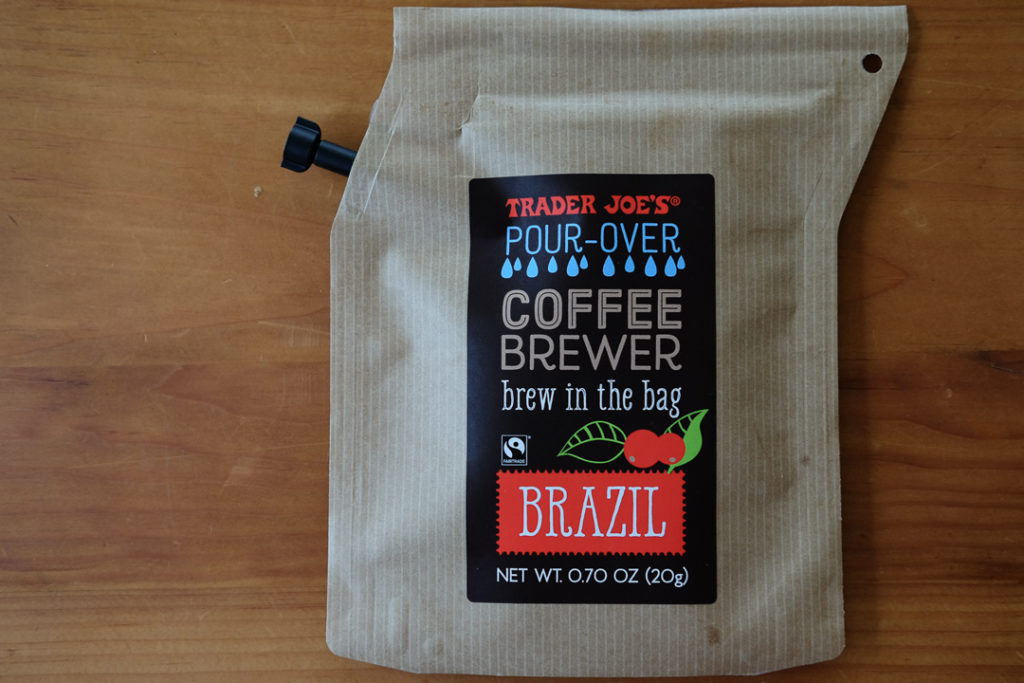 TRADER JOE'S®
POUR-OVER
COFFEE
BREWER
brew in the bag
FAIRTRADE
BRAZIL
NET WT. 0.70 OZ (20g)